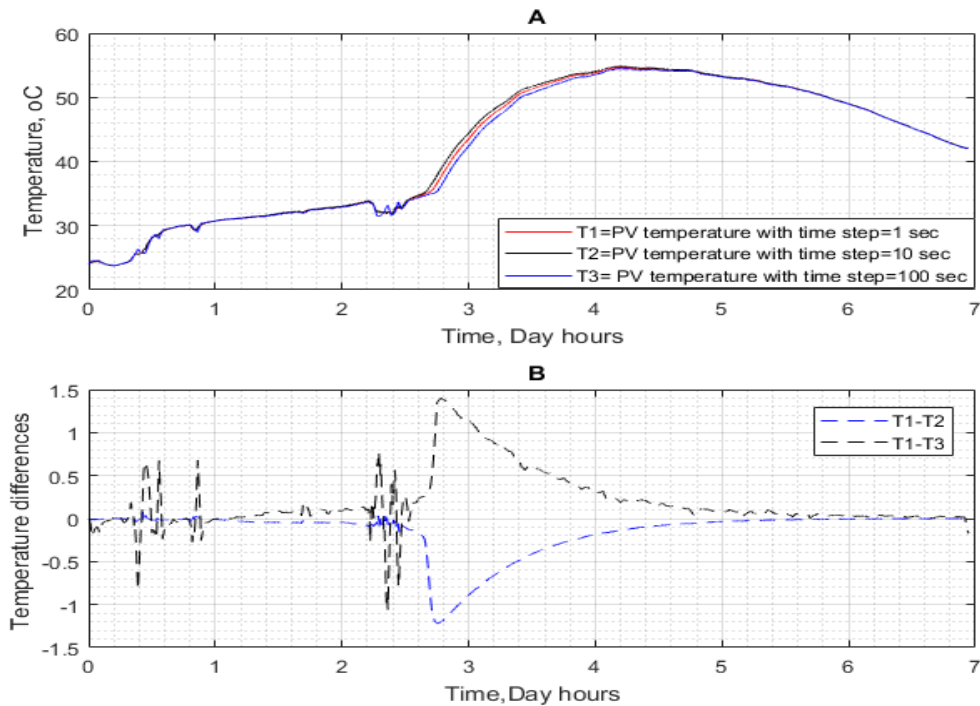 A
Temperature, oC
60
50
40
30
20
T1=PV temperature with time step=1 sec
T2=PV temperature with time step=10 sec
T3= PV temperature with time step=100 sec
0 1 2 3 4 5 6 7
Time, Day hours
B
Temperature differences
1.5
1
0.5
0
-0.5
-1
-1.5
T1-T2
T1-T3
0 1 2 3 4 5 6 7
Time,Day hours